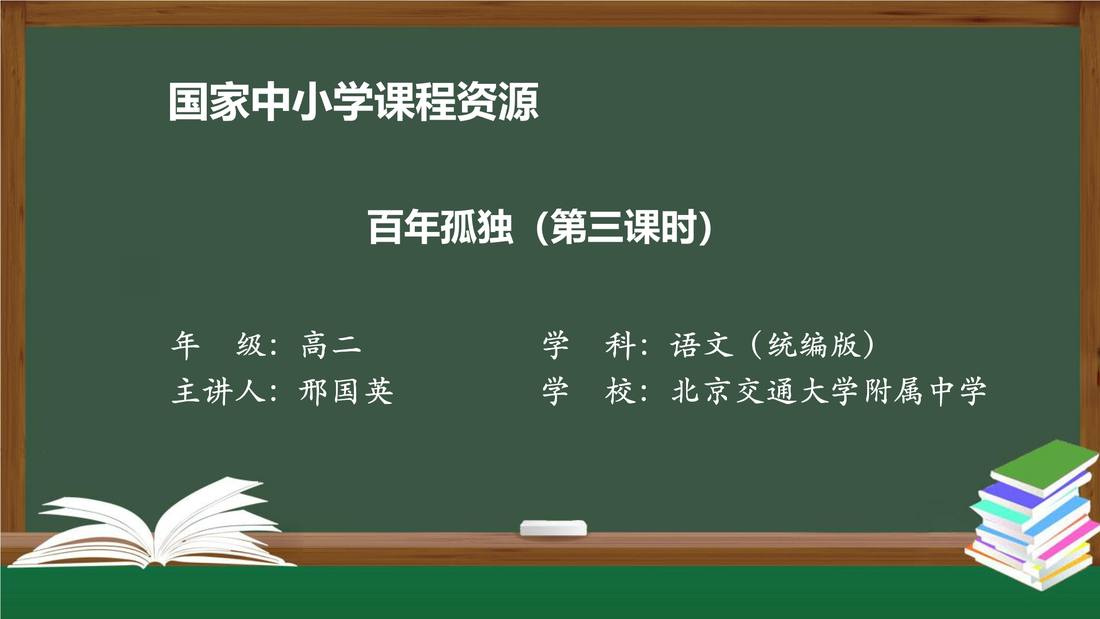 国家中小学课程资源
百年孤独（第三课时）
年 级：高二 学 科：语文（统编版）
主讲人：邢国英 学 校：北京交通大学附属中学